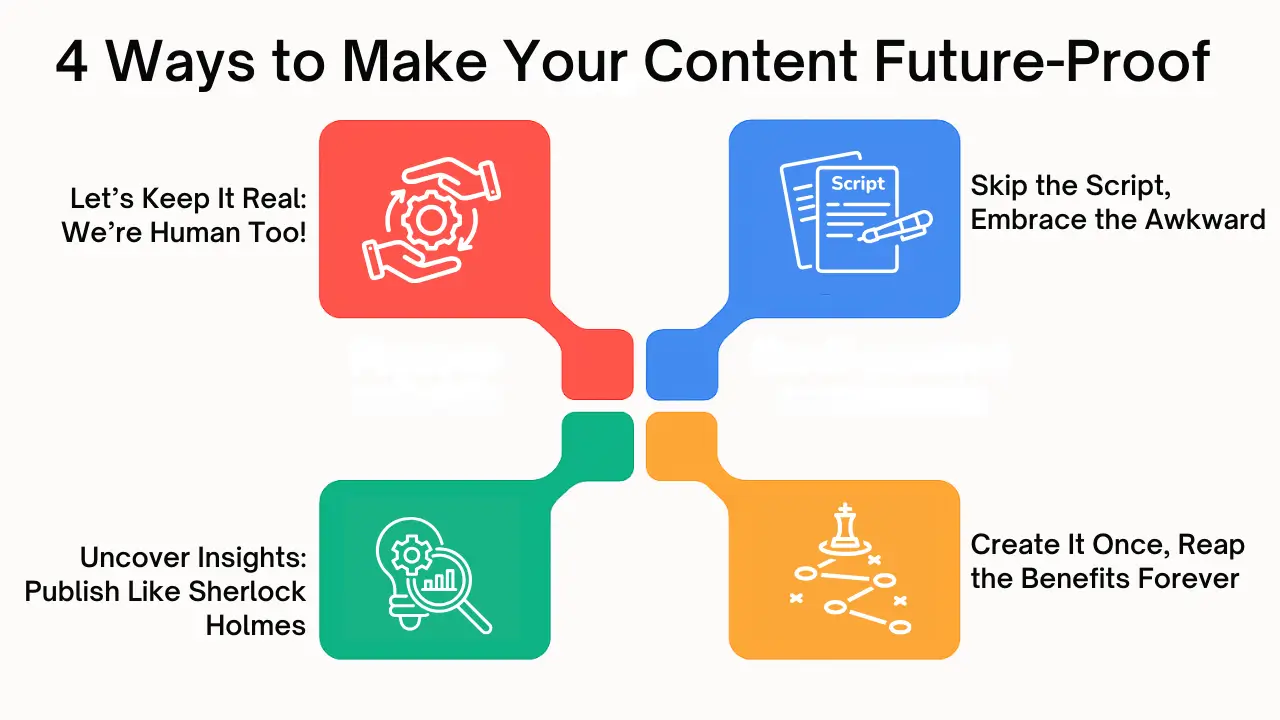 4 Ways to Make Your Content Future-Proof
Let’s Keep It Real:
We’re Human Too!
Script
Skip the Script,
Embrace the Awkward
Uncover Insights:
Publish Like Sherlock
Holmes
Create It Once, Reap
the Benefits Forever